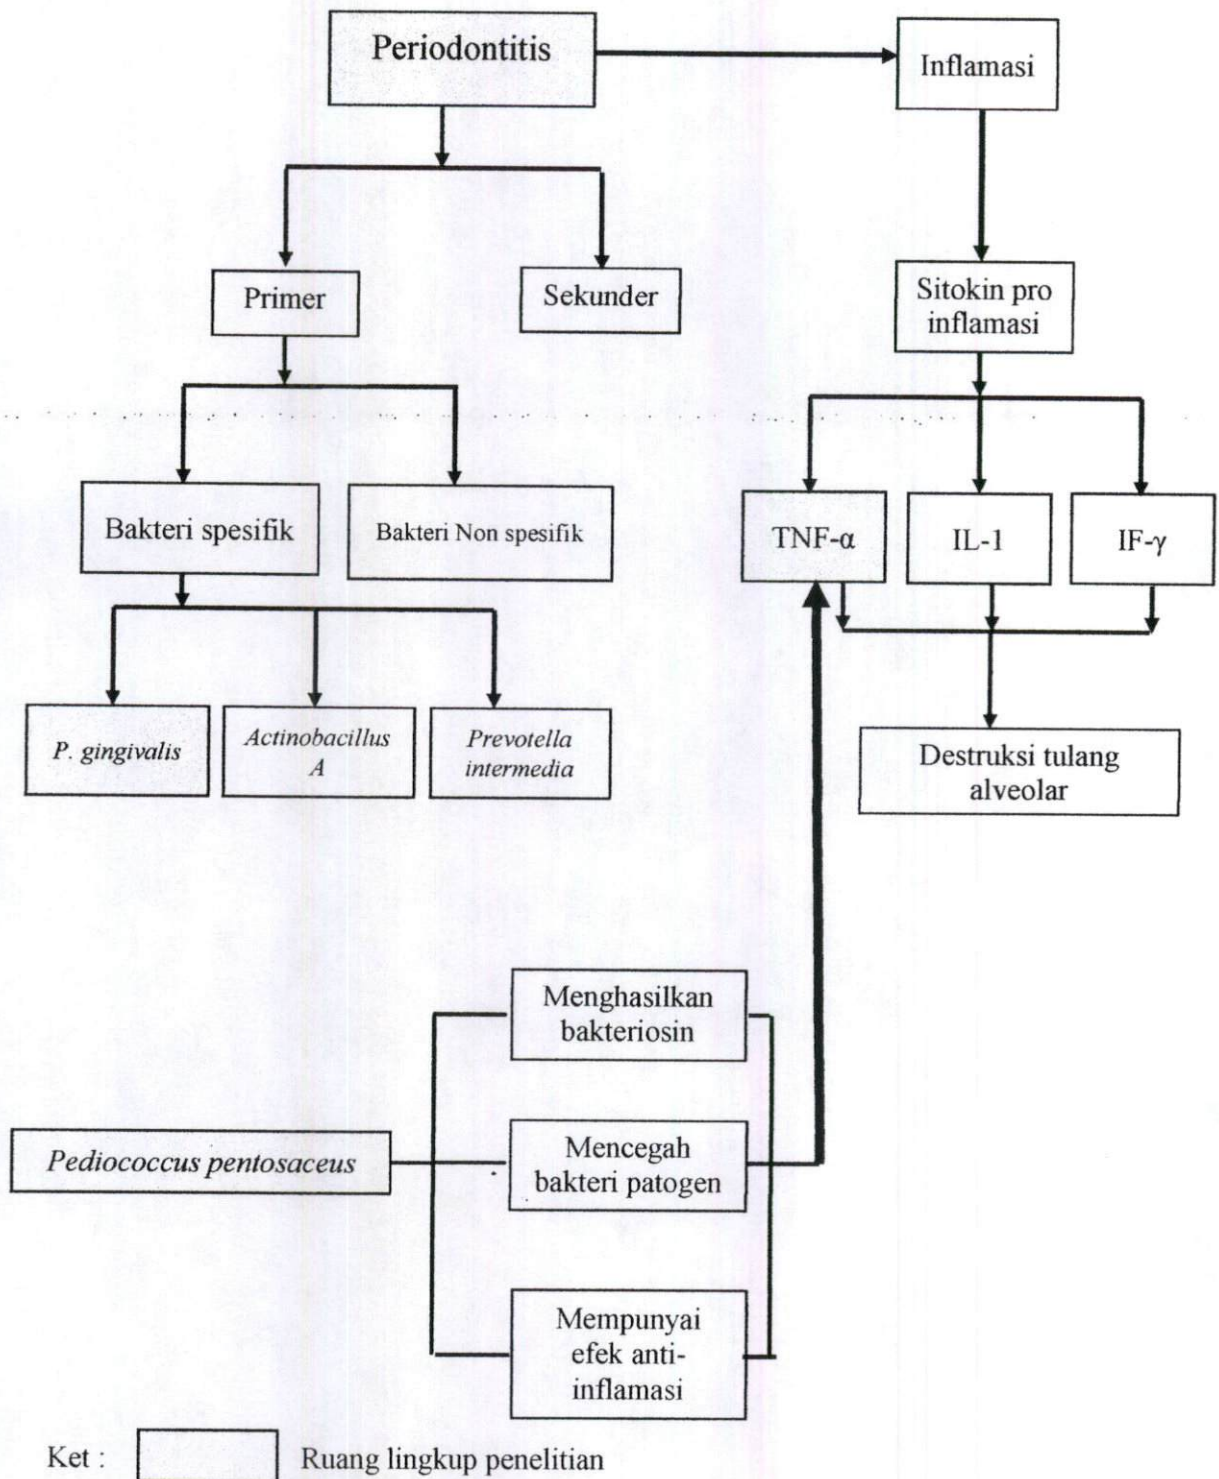 Periodontitis
Inflamasi
Primer
Sekunder
Sitokin pro
inflamasi
Bakteri spesifik
Bakteri Non spesifik
TNF-α
IL-1
IF-γ
P. gingivalis
Actinobacillus
A
Prevotella
intermedia
Destruksi tulang
alveolar
Menghasilkan
bakteriosin
Pediococcus pentosaceus
Mencegah
bakteri patogen
Mempunyai
efek anti-
inflamasi
Ket :
Ruang lingkup penelitian